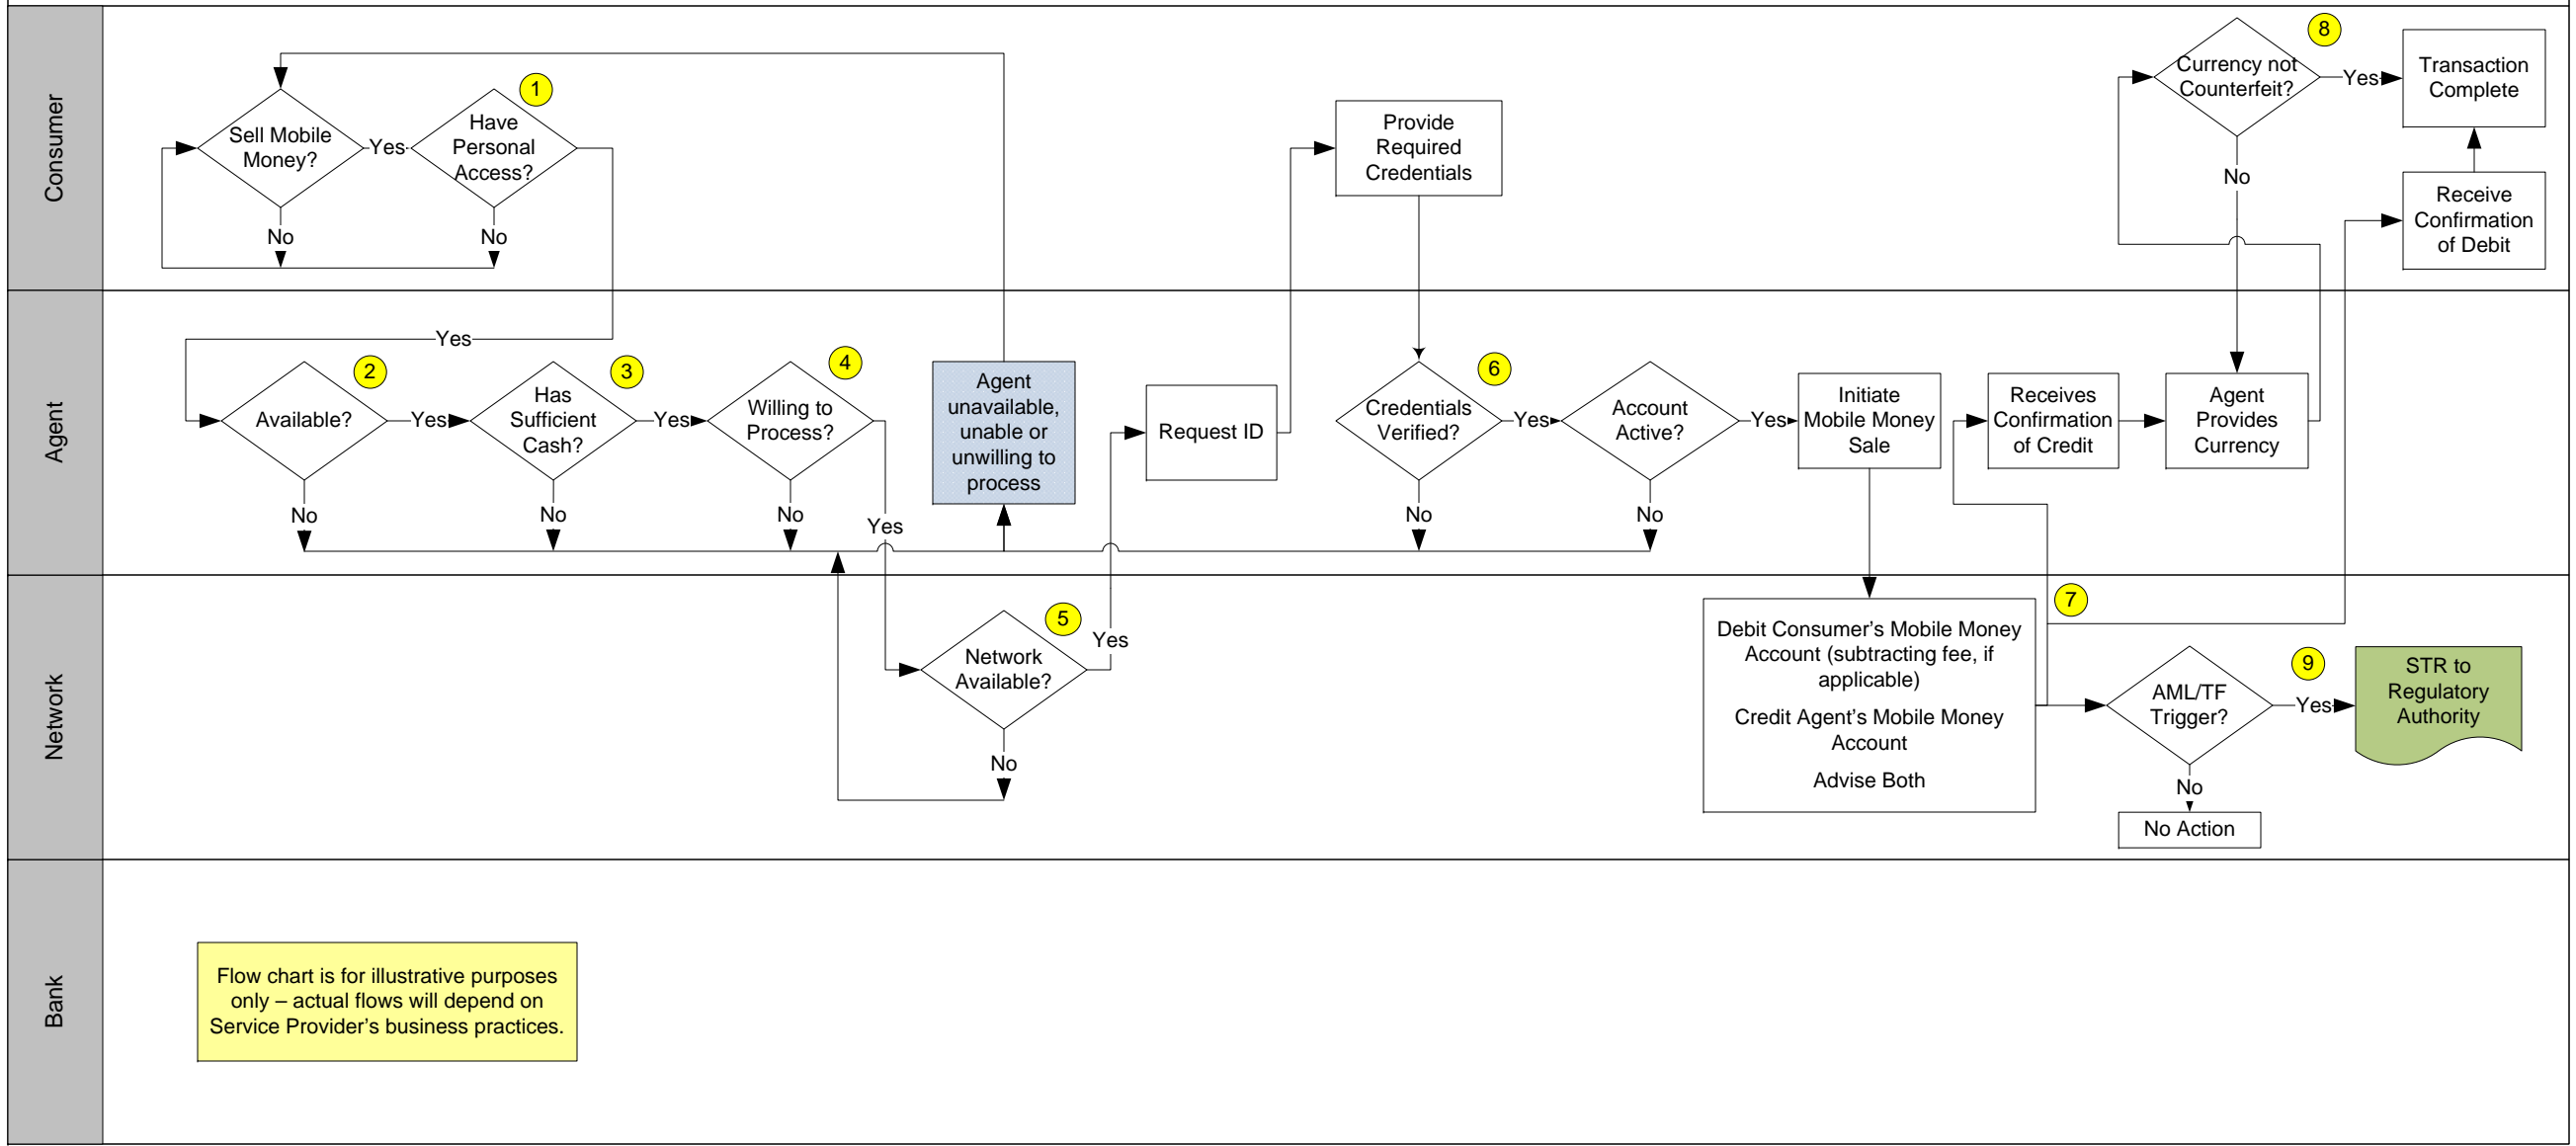 Consumer
8
Currency not
Counterfeit?
Yes
Transaction
Complete
1
Sell Mobile
Money?
Yes
Have
Personal
Access?
Provide
Required
Credentials
No
Receive
Confirmation
of Debit
No
No
Agent
Yes
2
Available?
Yes
3
Has
Sufficient
Cash?
Yes
4
Willing to
Process?
Agent
unavailable,
unable or
unwilling to
process
Request ID
6
Credentials
Verified?
Yes
Account
Active?
Yes
Initiate
Mobile Money
Sale
Receives
Confirmation
of Credit
Agent
Provides
Currency
No
No
No
Yes
No
No
Network
5
Network
Available?
Yes
No
7
Debit Consumer’s Mobile Money
Account (subtracting fee, if
applicable)
Credit Agent’s Mobile Money
Account
Advise Both
AML/TF
Trigger?
9
Yes
STR to
Regulatory
Authority
No
No Action
Bank
Flow chart is for illustrative purposes
only – actual flows will depend on
Service Provider’s business practices.